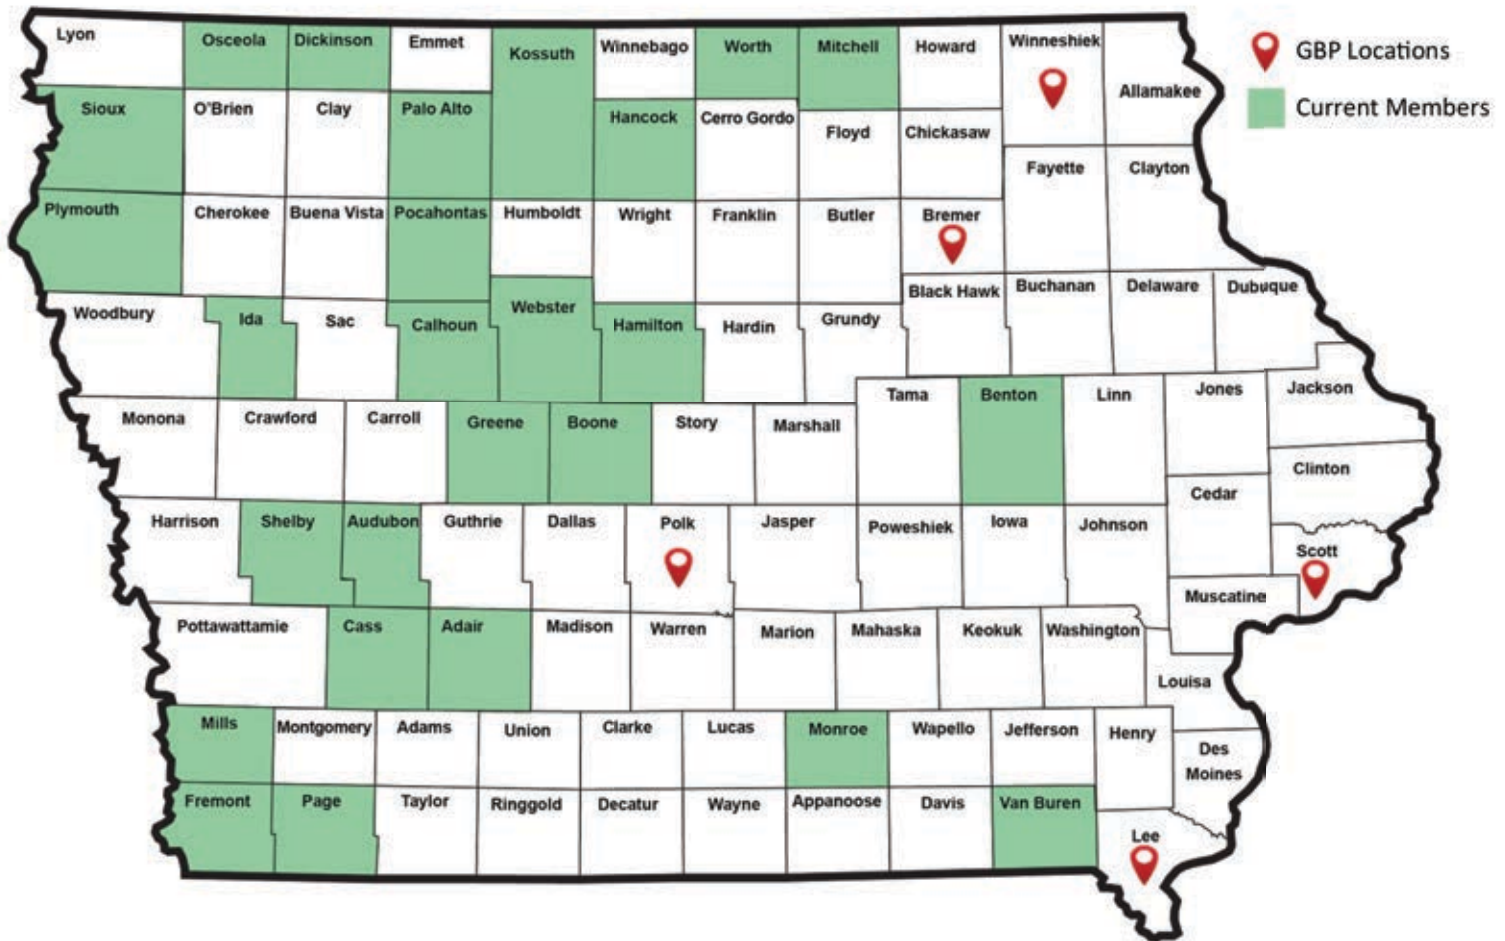 Lyon
Osceola
Dickinson
Emmet
Kossuth
Winnebago
Worth
Mitchell
Howard
Winneshiek
Allamakee
GBP Locations
Current Members
Sioux
O'Brien
Clay
Palo Alto
Hancock
Cerro Gordo
Floyd
Chickasaw
Fayette
Clayton
Plymouth
Cherokee
Buena Vista
Pocahontas
Humboldt
Wright
Franklin
Butler
Bremer
Woodbury
Ida
Sac
Calhoun
Webster
Hamilton
Hardin
Grundy
Black Hawk
Buchanan
Delaware
Dubuque
Monona
Crawford
Carroll
Greene
Boone
Story
Marshall
Tama
Benton
Linn
Jones
Jackson
Clinton
Cedar
Harrison
Shelby
Audubon
Guthrie
Dallas
Polk
Jasper
Poweshiek
Iowa
Johnson
Scott
Muscatine
Pottawattamie
Cass
Adair
Madison
Warren
Marion
Mahaska
Keokuk
Washington
Louisa
Mills
Montgomery
Adams
Union
Clarke
Lucas
Monroe
Wapello
Jefferson
Henry
Des
Moines
Fremont
Page
Taylor
Ringgold
Decatur
Wayne
Appanoose
Davis
Van Buren
Lee